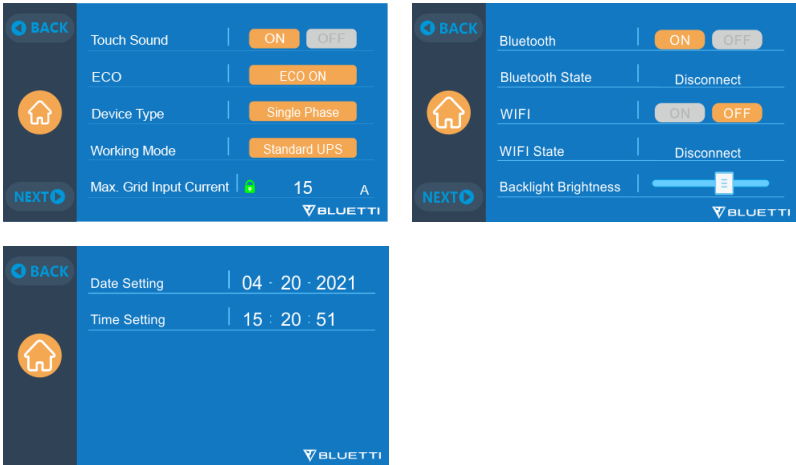 BACK
Touch Sound ON OFF
ECO ECO ON
Device Type Single Phase
Working Mode Standard UPS
Max. Grid Input Current 15 A
NEXT
BLUETTI
BACK
Bluetooth ON OFF
Bluetooth State Disconnect
WIFI ON OFF
WIFI State Disconnect
Backlight Brightness
NEXT
BLUETTI
BACK
Date Setting 04 - 20 - 2021
Time Setting 15 : 20 : 51
BLUETTI